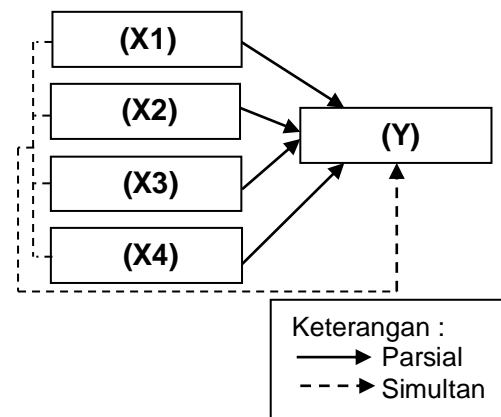 (X1)
(X2)
(Y)
(X3)
(X4)
Keterangan :
Parsial
Simultan